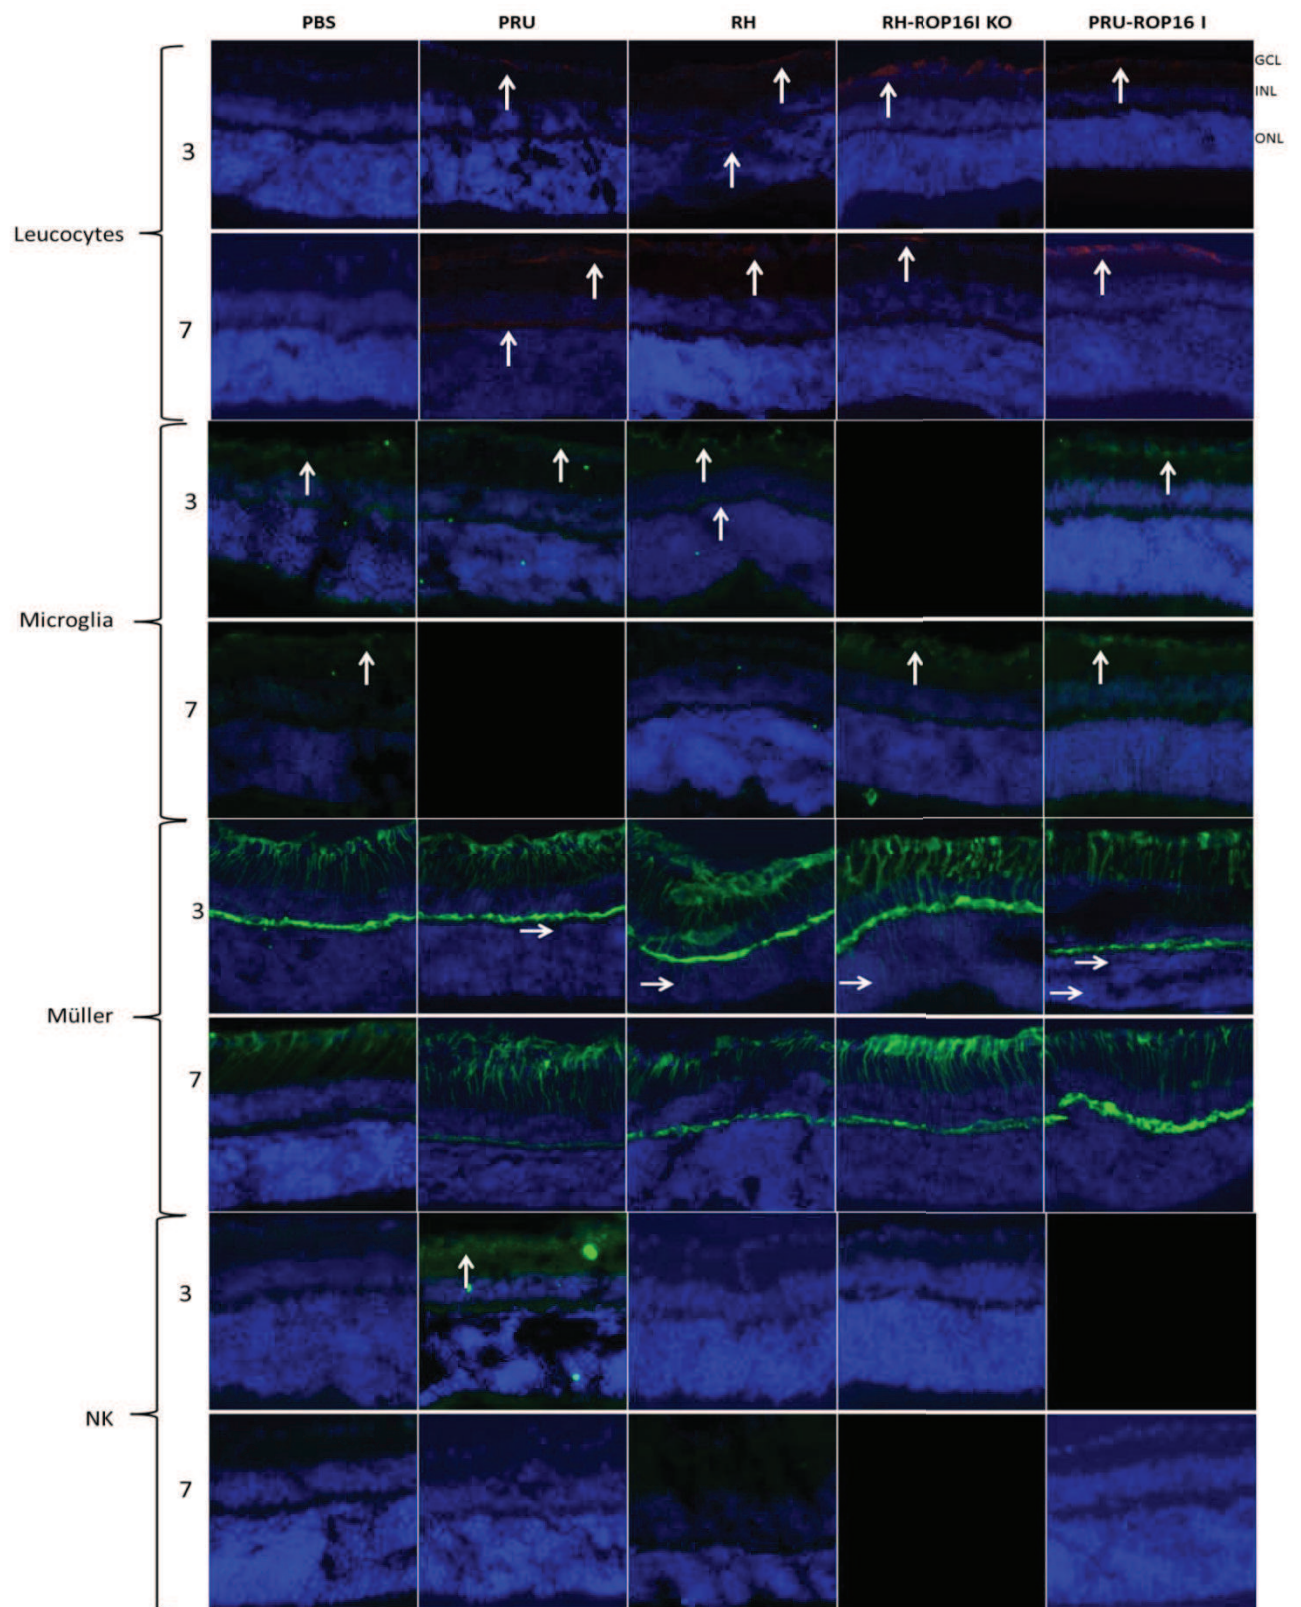 PBS PRU RH RH-ROP16I KO PRU-ROP16 I
GCL
INL
ONL
3
Leucocytes
7
3
Microglia
7
3
Müller
7
3
NK
7